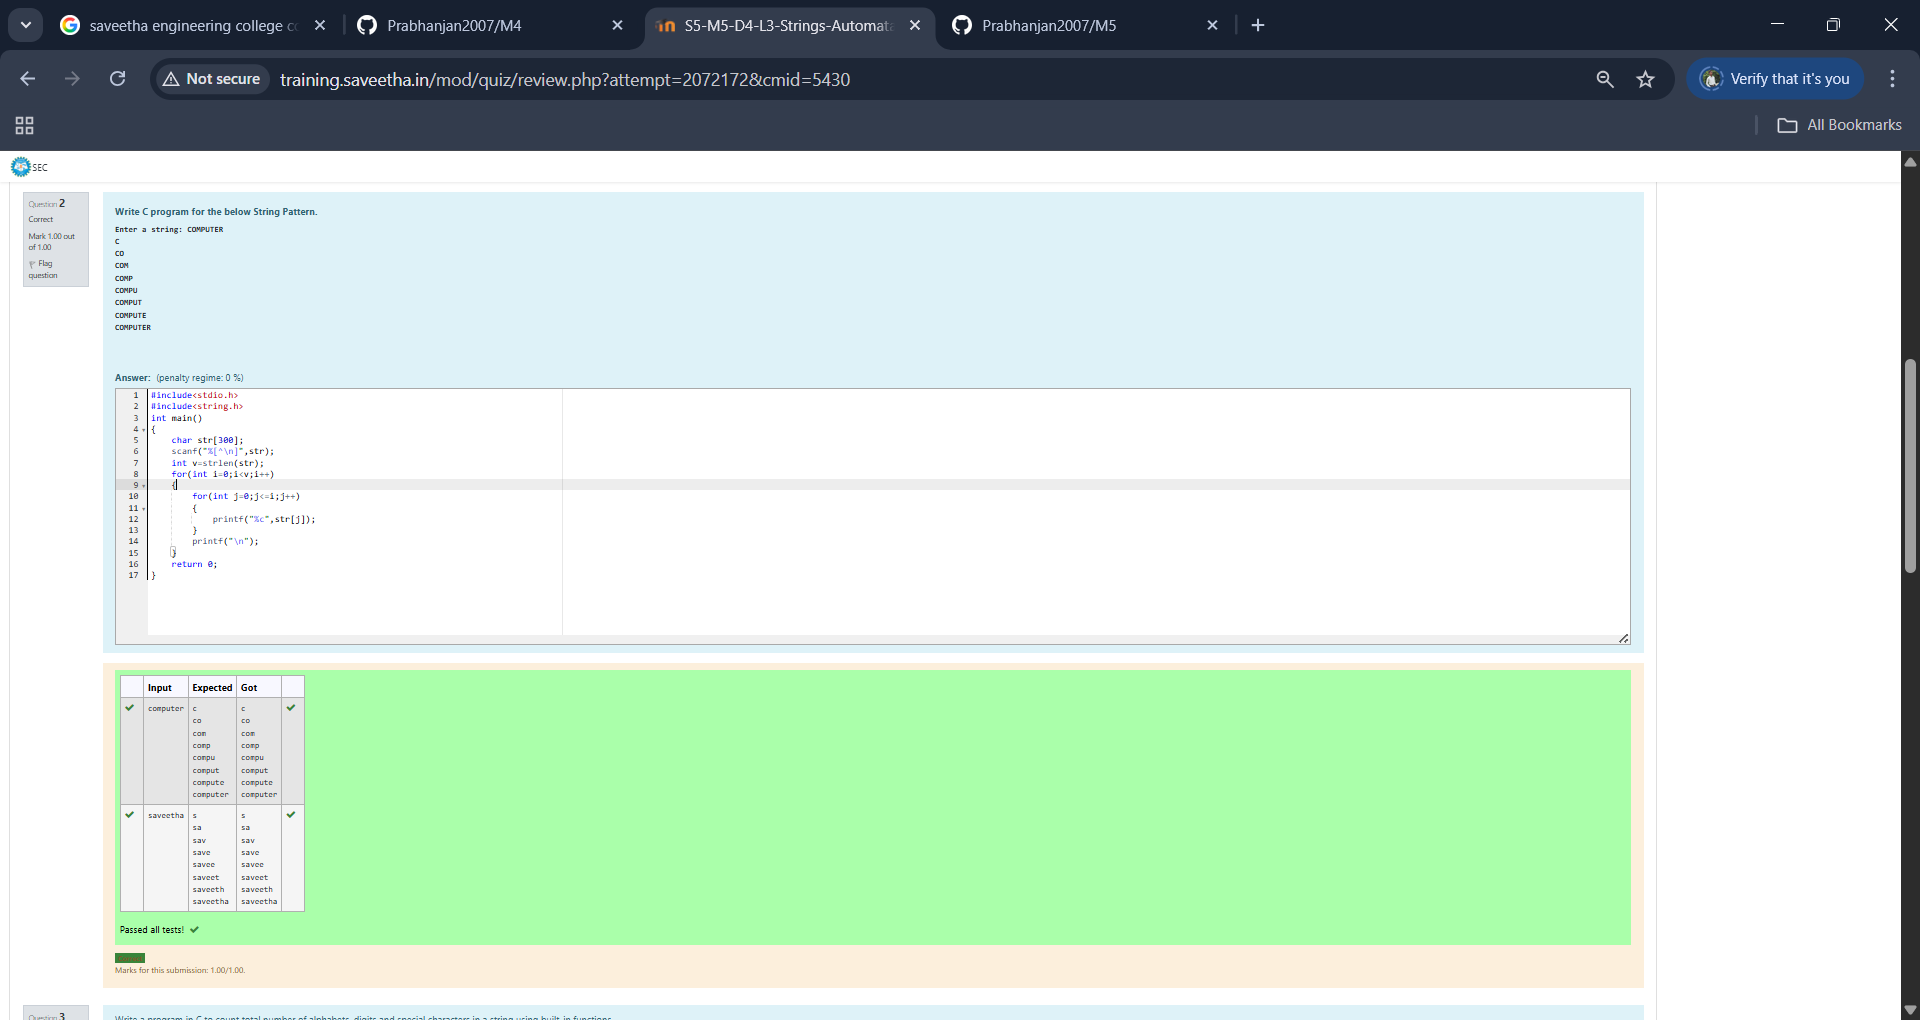 saveetha engineering college c
Prabhanjan2007/M4
S5-M5-D4-L3-Strings-Automat
Prabhanjan2007/M5
Not secure
training.saveetha.in/mod/quiz/review.php?attempt=2072172&cmid=5430
Verify that it's you
All Bookmarks
SEC
Question 2
Correct
Mark 1.00 out
of 1.00
Flag
question
Write C program for the below String Pattern.
Enter a string: COMPUTER
C
CO
COM
COMP
COMPU
COMPUT
COMPUTE
COMPUTER
Answer: (penalty regime: 0 %)
1 #include<stdio.h>
2 #include<string.h>
3 int main()
4 {
5 char str[300];
6 scanf("%[^\n]",str);
7 int v=strlen(str);
8 for(int i=0;i<v;i++)
9 {
10 for(int j=0;j<=i;j++)
11 {
12 printf("%c",str[j]);
13 }
14 printf("\n");
15 }
16 return 0;
17 }
Input Expected Got
computer c c
co co
com com
comp comp
compu compu
comput comput
compute compute
computer computer
saveetha s s
sa sa
sav sav
save save
savee savee
saveet saveet
saveeth saveeth
saveetha saveetha
Passed all tests!
Marks for this submission: 1.00/1.00.
Question 3
Write a program in C to count total number of alphabets, digits and special characters in a string using built-in functions